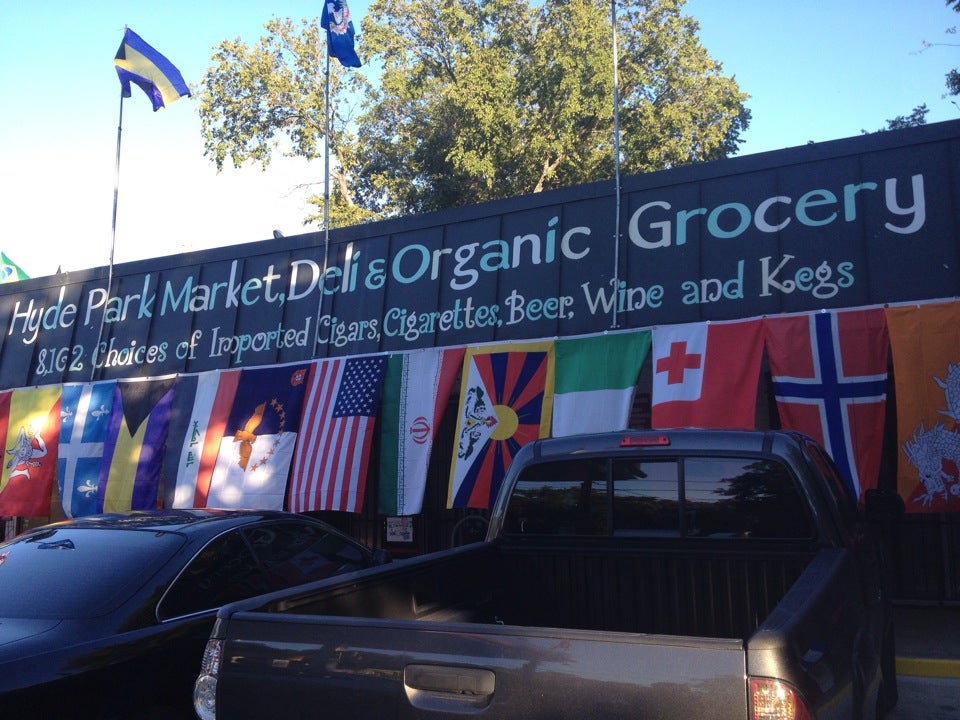 Hyde Park Market, Deli & Organic Grocery
8,162 Choices of Imported Cigars, Cigarettes, Beer, Wine and Kegs